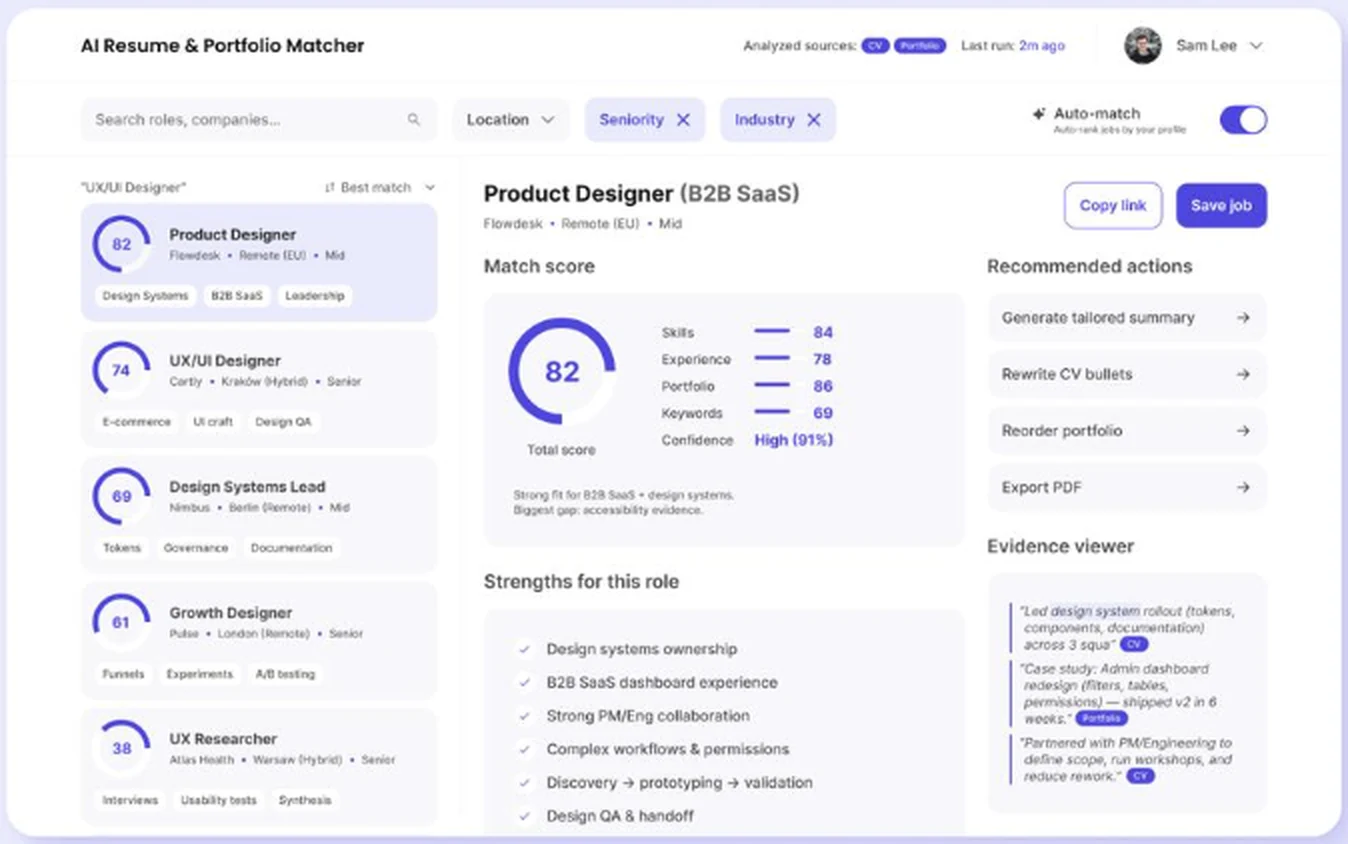 AI Resume & Portfolio Matcher
Analyzed sources: CV Portfolio Last run: 2m ago
Sam Lee
Search roles, companies...
Location
Seniority
Industry
Auto-match
Auto-rank jobs by your profile
"UX/UI Designer"
Best match
82
Product Designer
Flowdesk • Remote (EU) • Mid
Design Systems B2B SaaS Leadership
74
UX/UI Designer
Cartly • Kraków (Hybrid) • Senior
E-commerce UI craft Design QA
69
Design Systems Lead
Nimbus • Berlin (Remote) • Mid
Tokens Governance Documentation
61
Growth Designer
Pulse • London (Remote) • Senior
Funnels Experiments A/B testing
38
UX Researcher
Atlas Health • Warsaw (Hybrid) • Senior
Interviews Usability tests Synthesis
Product Designer (B2B SaaS)
Flowdesk • Remote (EU) • Mid
Copy link
Save job
Match score
82
Total score
Skills 84
Experience 78
Portfolio 86
Keywords 69
Confidence High (91%)
Strong fit for B2B SaaS + design systems.
Biggest gap: accessibility evidence.
Strengths for this role
Design systems ownership
B2B SaaS dashboard experience
Strong PM/Eng collaboration
Complex workflows & permissions
Discovery → prototyping → validation
Design QA & handoff
Recommended actions
Generate tailored summary →
Rewrite CV bullets →
Reorder portfolio →
Export PDF →
Evidence viewer
"Led design system rollout (tokens,
components, documentation)
across 3 squa" CV
"Case study: Admin dashboard
redesign (filters, tables,
permissions) — shipped v2 in 6
weeks." Portfolio
"Partnered with PM/Engineering to
define scope, run workshops, and
reduce rework." CV